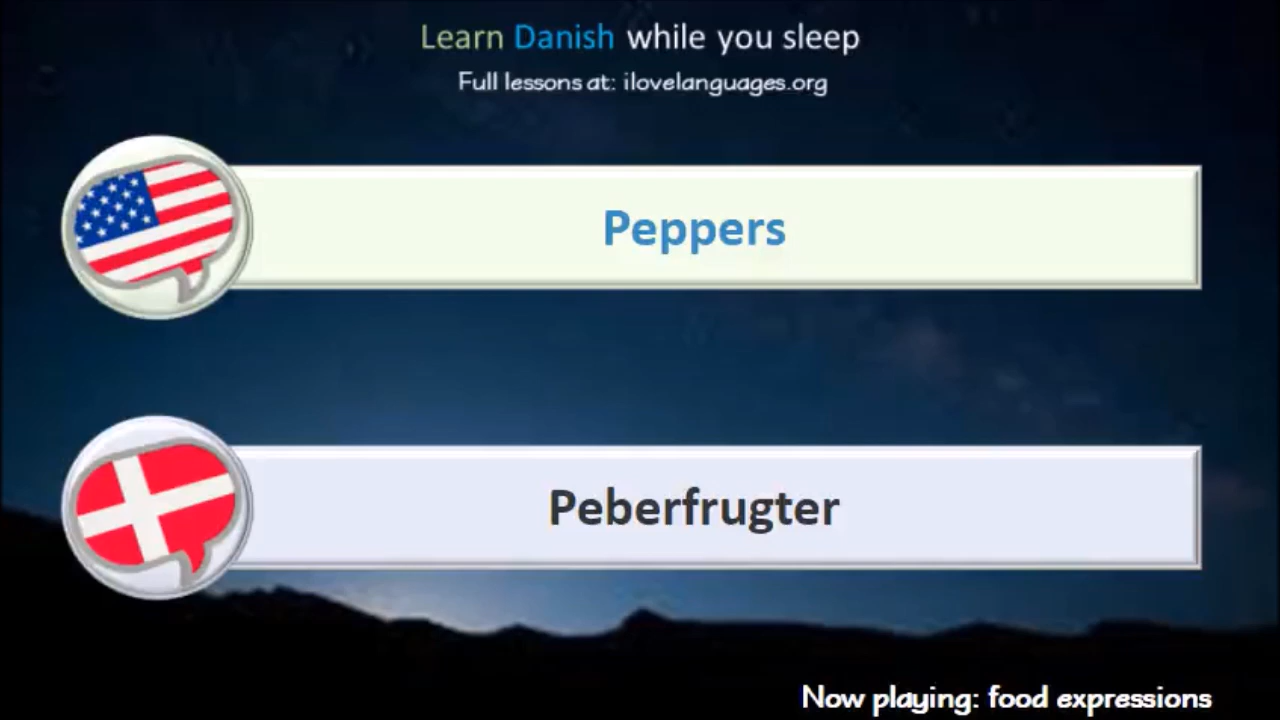 Learn Danish while you sleep
Full lessons at: ilovelanguages.org
Peppers
Peberfrugter
Now playing: food expressions